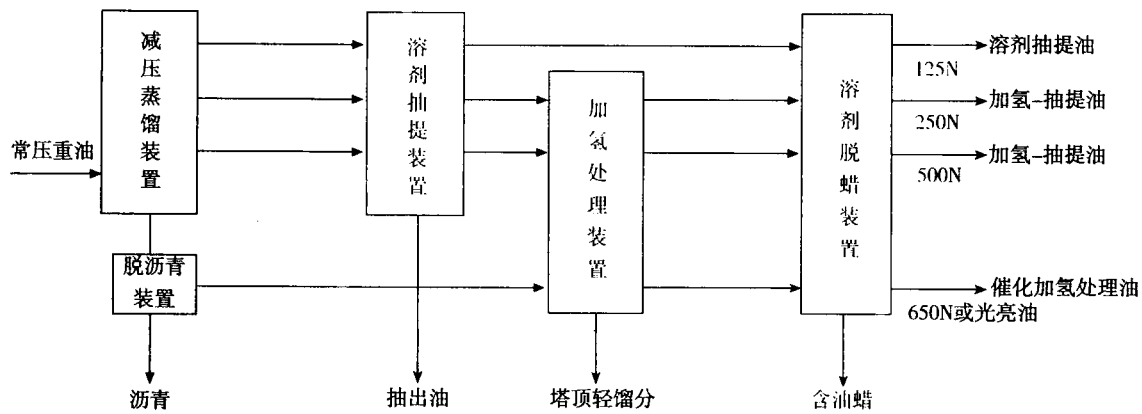 减压蒸馏装置
溶剂抽提装置
溶剂脱蜡装置
溶剂抽提油
125N
加氢处理装置
加氢-抽提油
250N
常压重油
加氢-抽提油
500N
脱沥青
装置
催化加氢处理油
650N或光亮油
沥青
抽出油
塔顶轻馏分
含油蜡